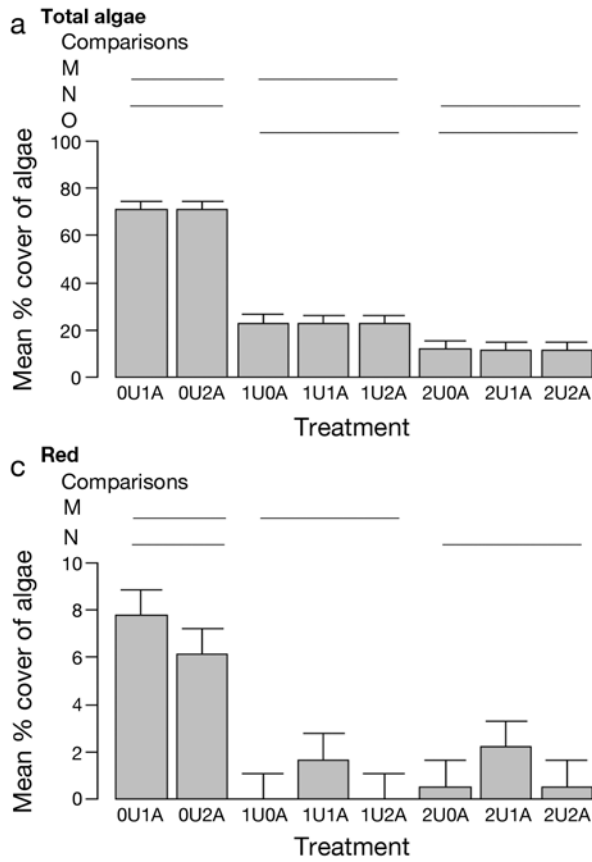 a Total algae
Comparisons
M
N
O
100
80
60
40
20
0
Mean % cover of algae
0U1A 0U2A 1U0A 1U1A 1U2A 2U0A 2U1A 2U2A
Treatment
c Red
Comparisons
M
N
10
8
6
4
2
0
Mean % cover of algae
0U1A 0U2A 1U0A 1U1A 1U2A 2U0A 2U1A 2U2A
Treatment